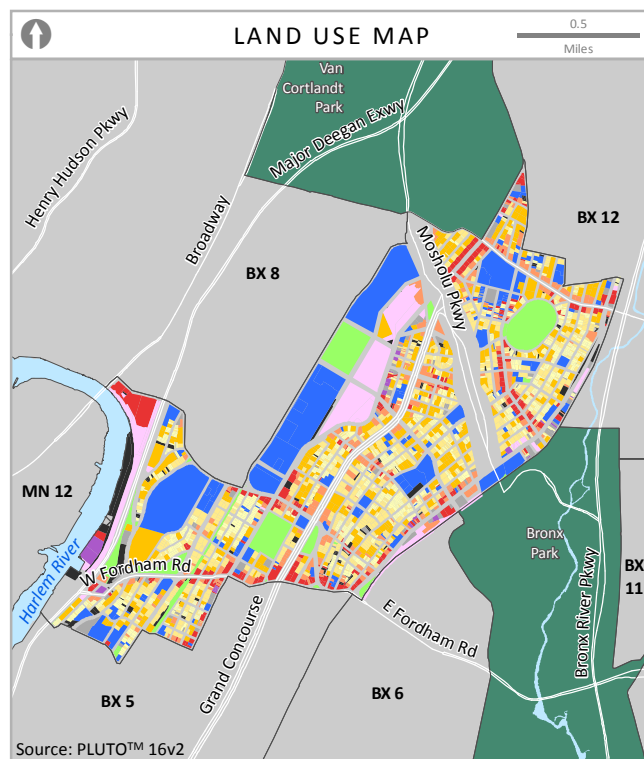 LAND USE MAP
0.5
Miles
Van
Cortlandt
Park
Major Deegan Exwy
Henry Hudson Pkwy
Broadway
BX 12
Mosholu Pkwy
BX 8
MN 12
Harlem River
W Fordham Rd
Bronx
Park
BX
11
Grand Concourse
E Fordham Rd
Bronx River Pkwy
BX 5
BX 6
Source: PLUTO™ 16v2